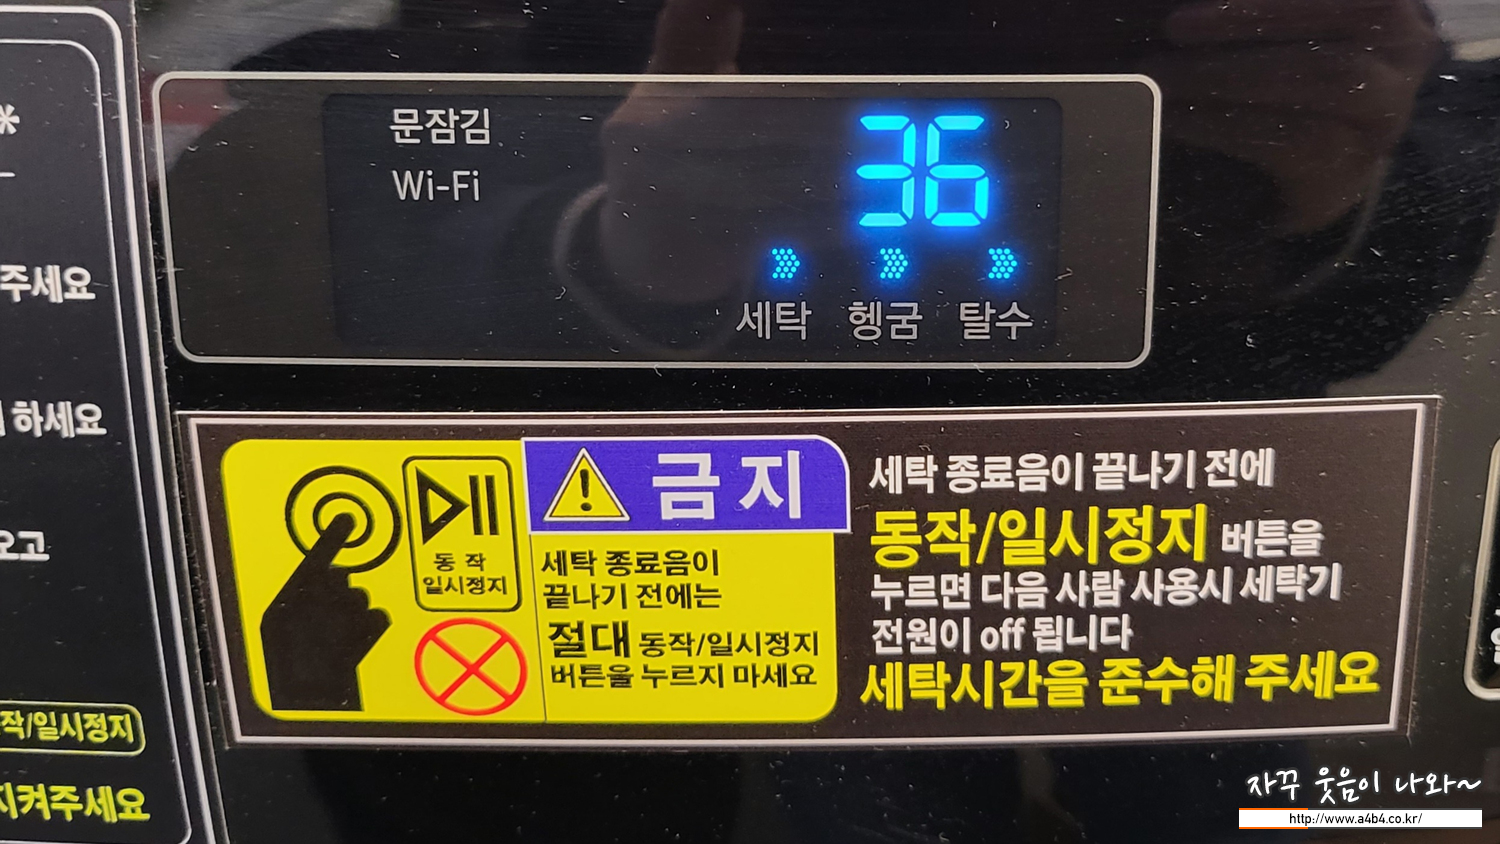 *
문잠김
Wi-Fi
36
세탁 헹굼 탈수
주세요
하세요
오고
작/일시정지
지켜주세요
동 작
일시정지
금지
세탁 종료음이
끝나기 전에는
절대 동작/일시정지
버튼을 누르지 마세요
세탁 종료음이 끝나기 전에
동작/일시정지 버튼을
누르면 다음 사람 사용시 세탁기
전원이 off 됩니다
세탁시간을 준수해 주세요
자꾸 웃음이 나와~
http://www.a4b4.co.kr/